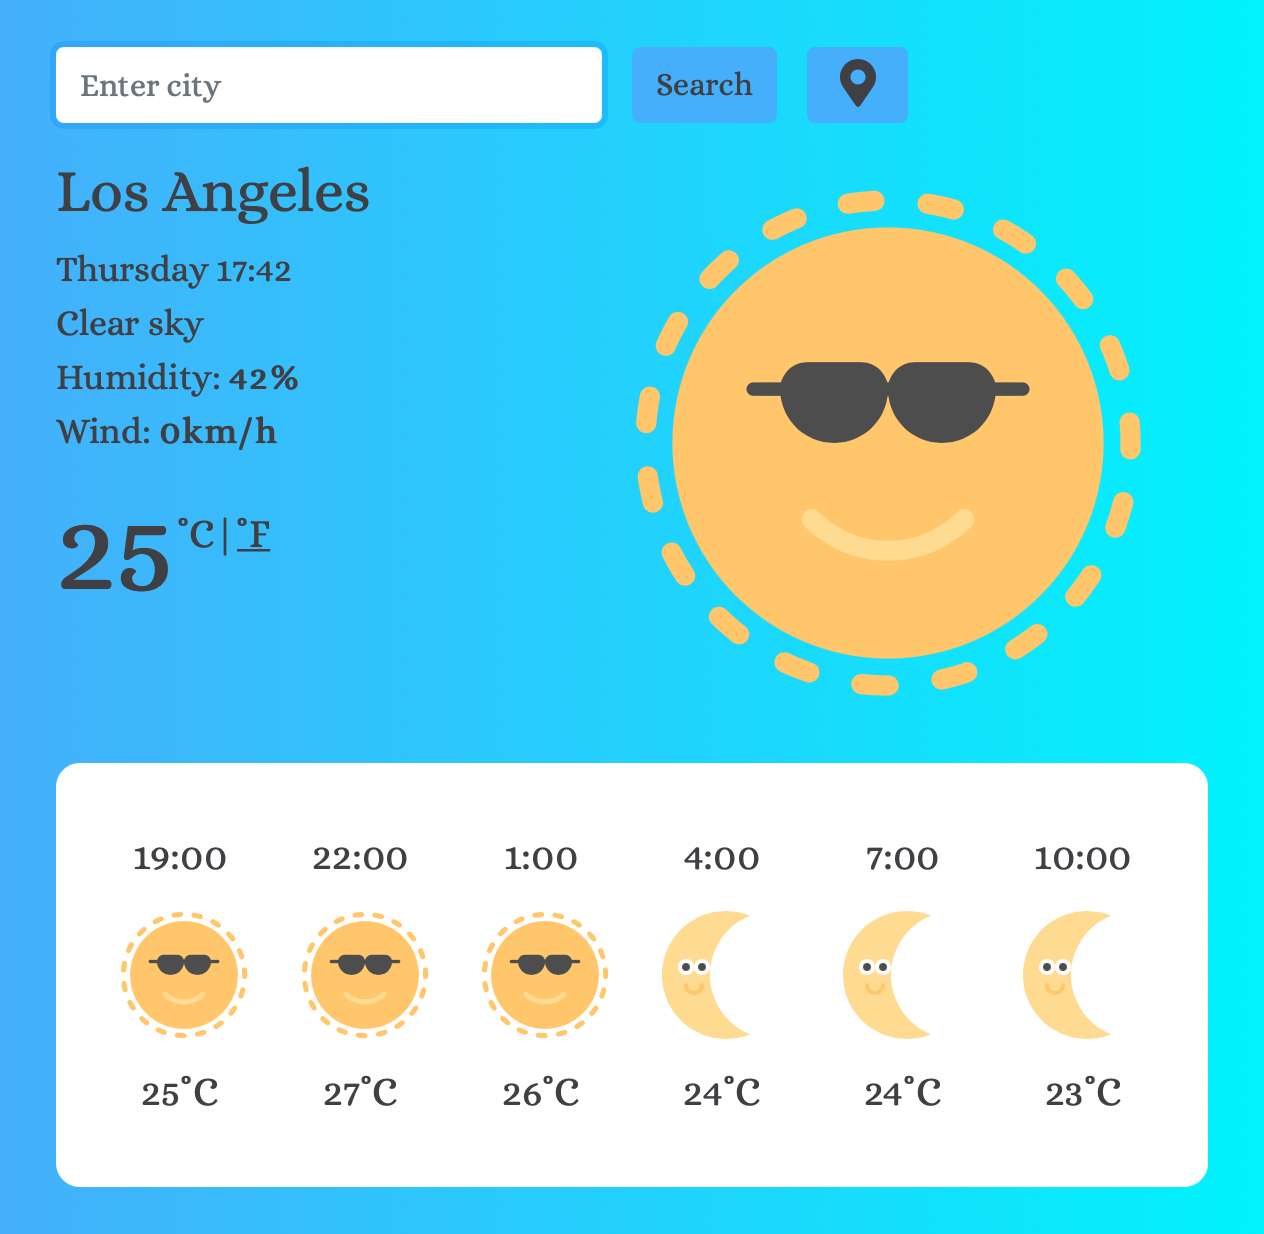 Enter city
Search
Los Angeles
Thursday 17:42
Clear sky
Humidity: 42%
Wind: 0km/h
25 °C|°F
19:00 22:00 1:00 4:00 7:00 10:00
25°C 27°C 26°C 24°C 24°C 23°C